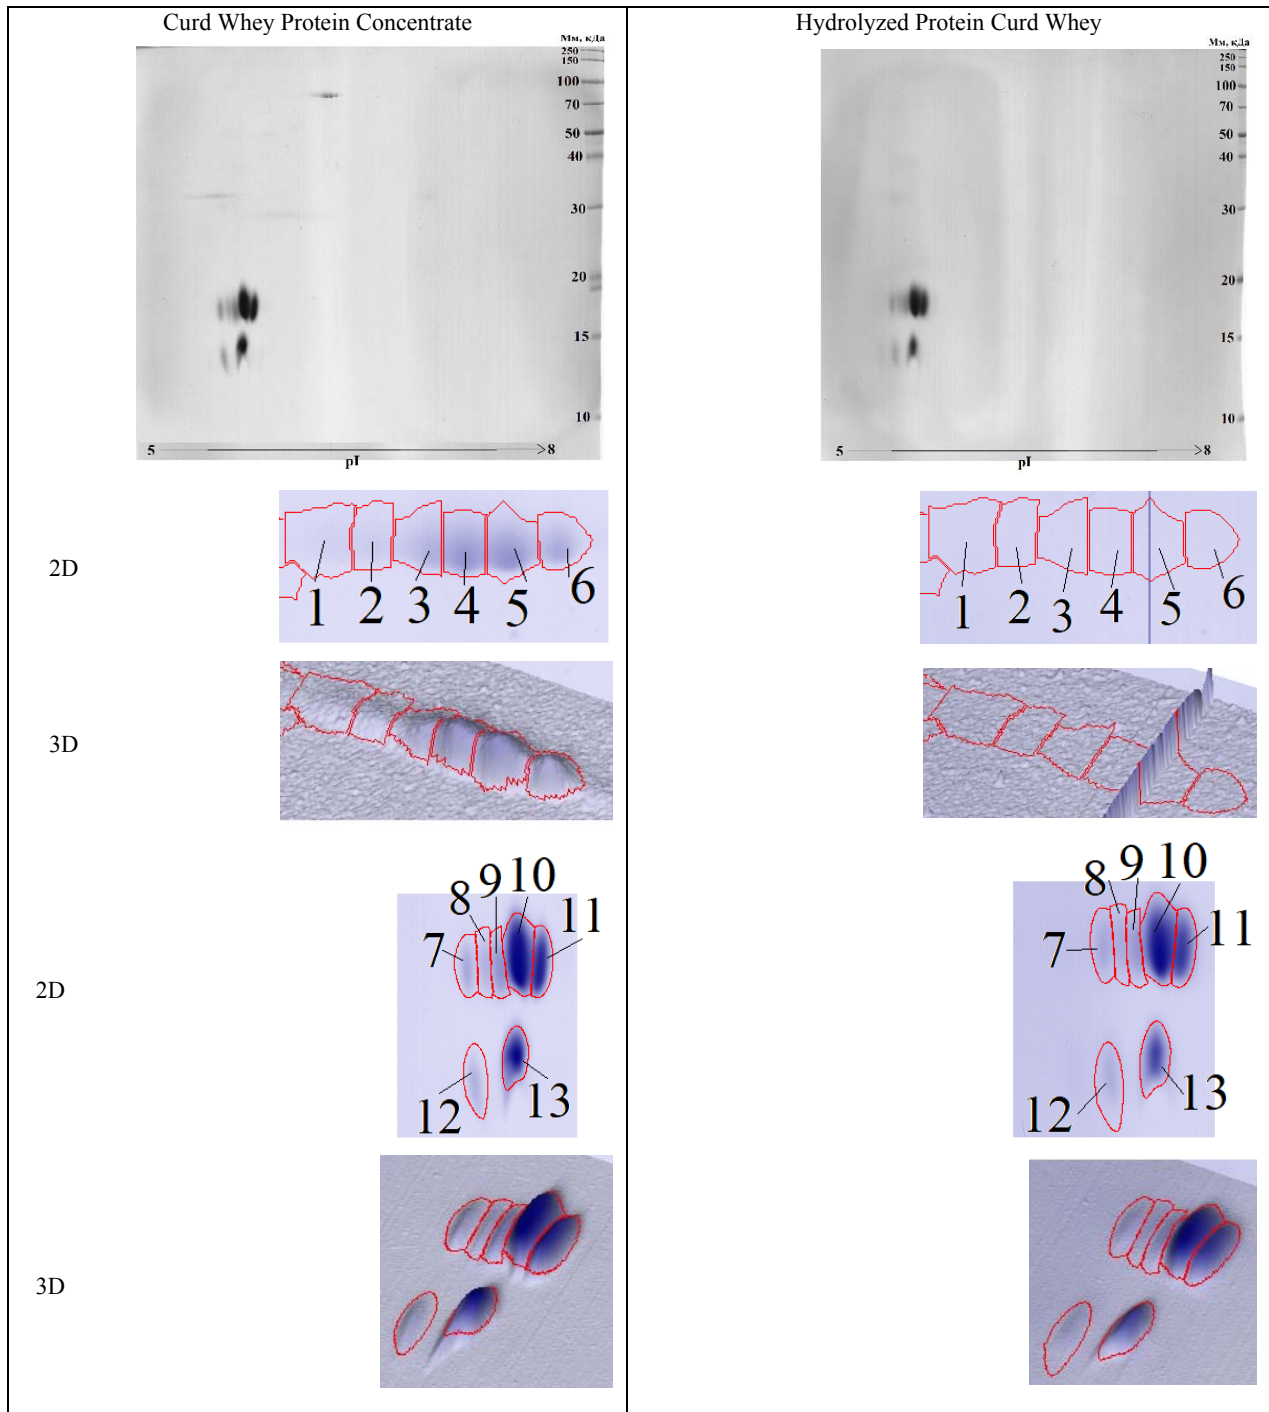 Curd Whey Protein Concentrate
Мм, кДа
250
150
100
70
50
40
30
20
15
10
5
>8
pI
2D
1 2 3 4 5 6
3D
2D
7 8 9 10 11
12 13
3D
Hydrolyzed Protein Curd Whey
Мм, кДа
250
150
100
70
50
40
30
20
15
10
5
>8
pI
1 2 3 4 5 6
7 8 9 10 11
12 13